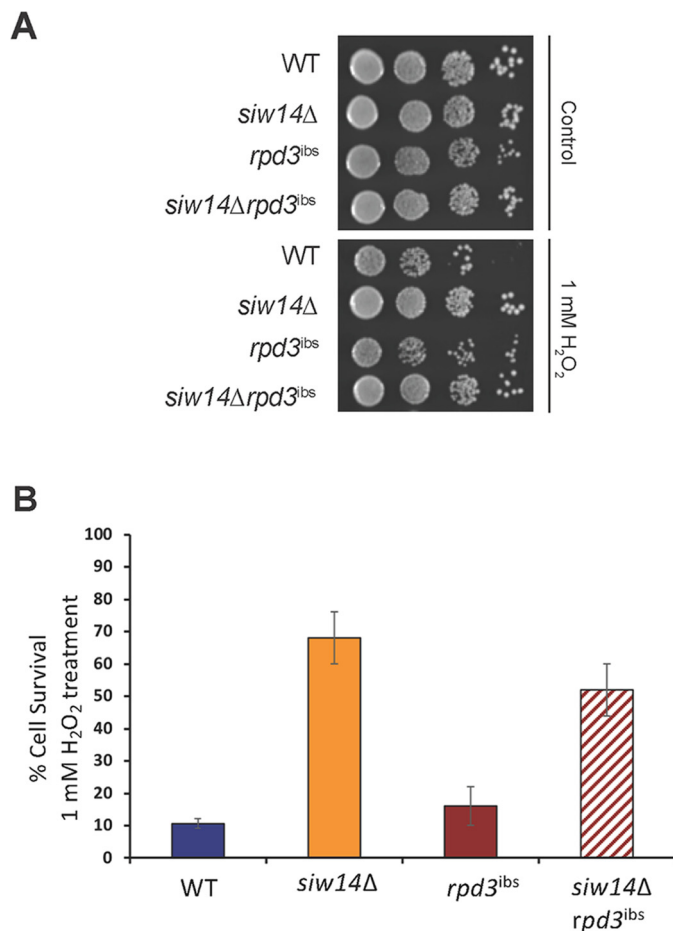 A
WT
siw14Δ
rpd3ibs
siw14Δrpd3ibs
Control
WT
siw14Δ
rpd3ibs
siw14Δrpd3ibs
1 mM H2O2
B
% Cell Survival
1 mM H2O2 treatment
100
90
80
70
60
50
40
30
20
10
0
WT
siw14Δ
rpd3ibs
siw14Δ
rpd3ibs